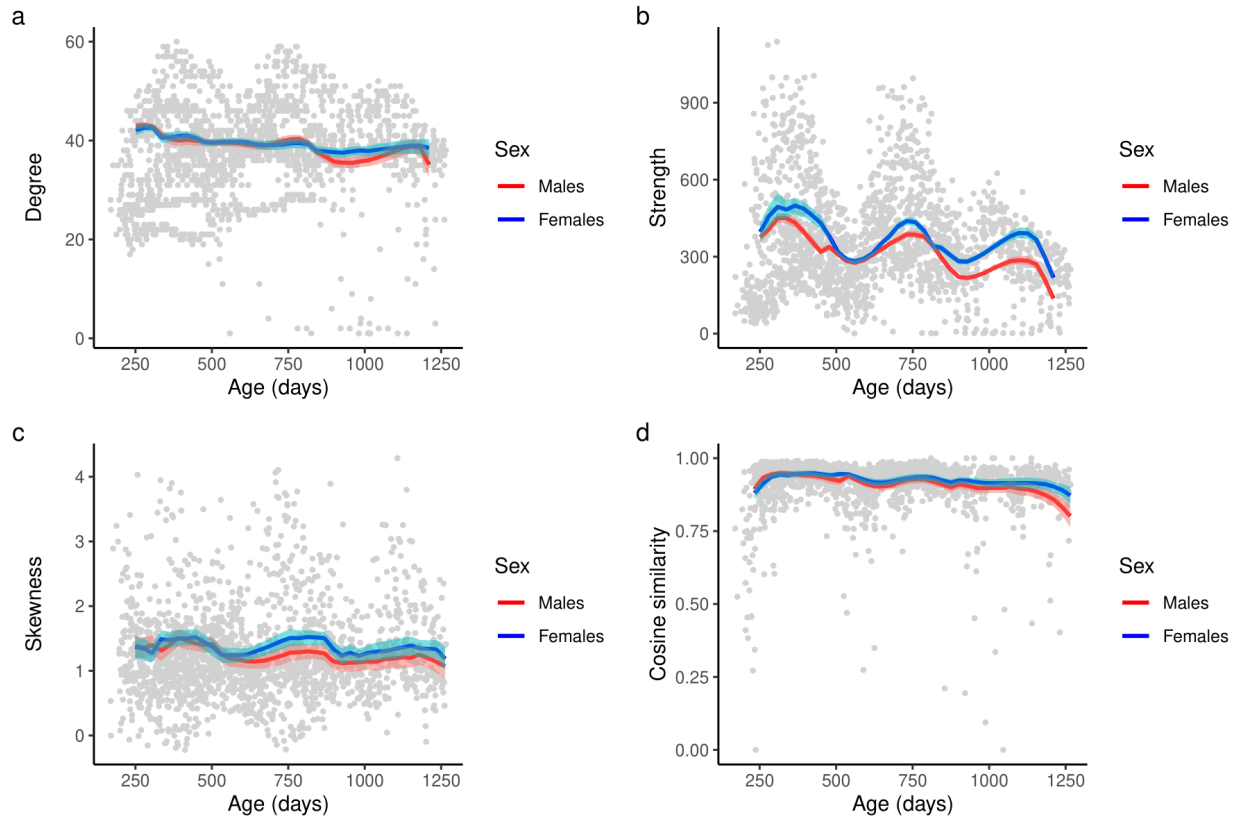 a
60
40
20
0
Degree
250 500 750 1000 1250
Age (days)
Sex
Males
Females
b
900
600
300
0
Strength
250 500 750 1000 1250
Age (days)
Sex
Males
Females
c
4
3
2
1
0
Skewness
250 500 750 1000 1250
Age (days)
Sex
Males
Females
d
1.00
0.75
0.50
0.25
0.00
Cosine similarity
250 500 750 1000 1250
Age (days)
Sex
Males
Females